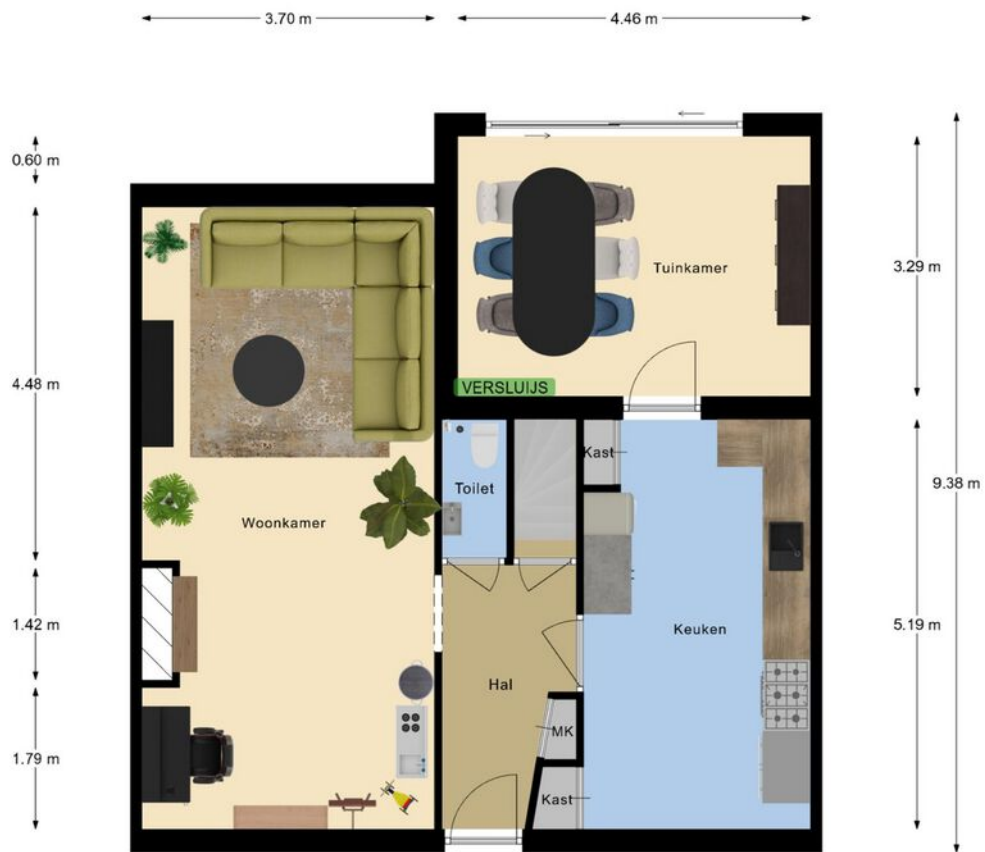 3.70 m
4.46 m
0.60 m
4.48 m
1.42 m
1.79 m
3.29 m
5.19 m
9.38 m
Tuinkamer
VERSLUIJS
Kast
Toilet
Woonkamer
Keuken
Hal
MK
Kast